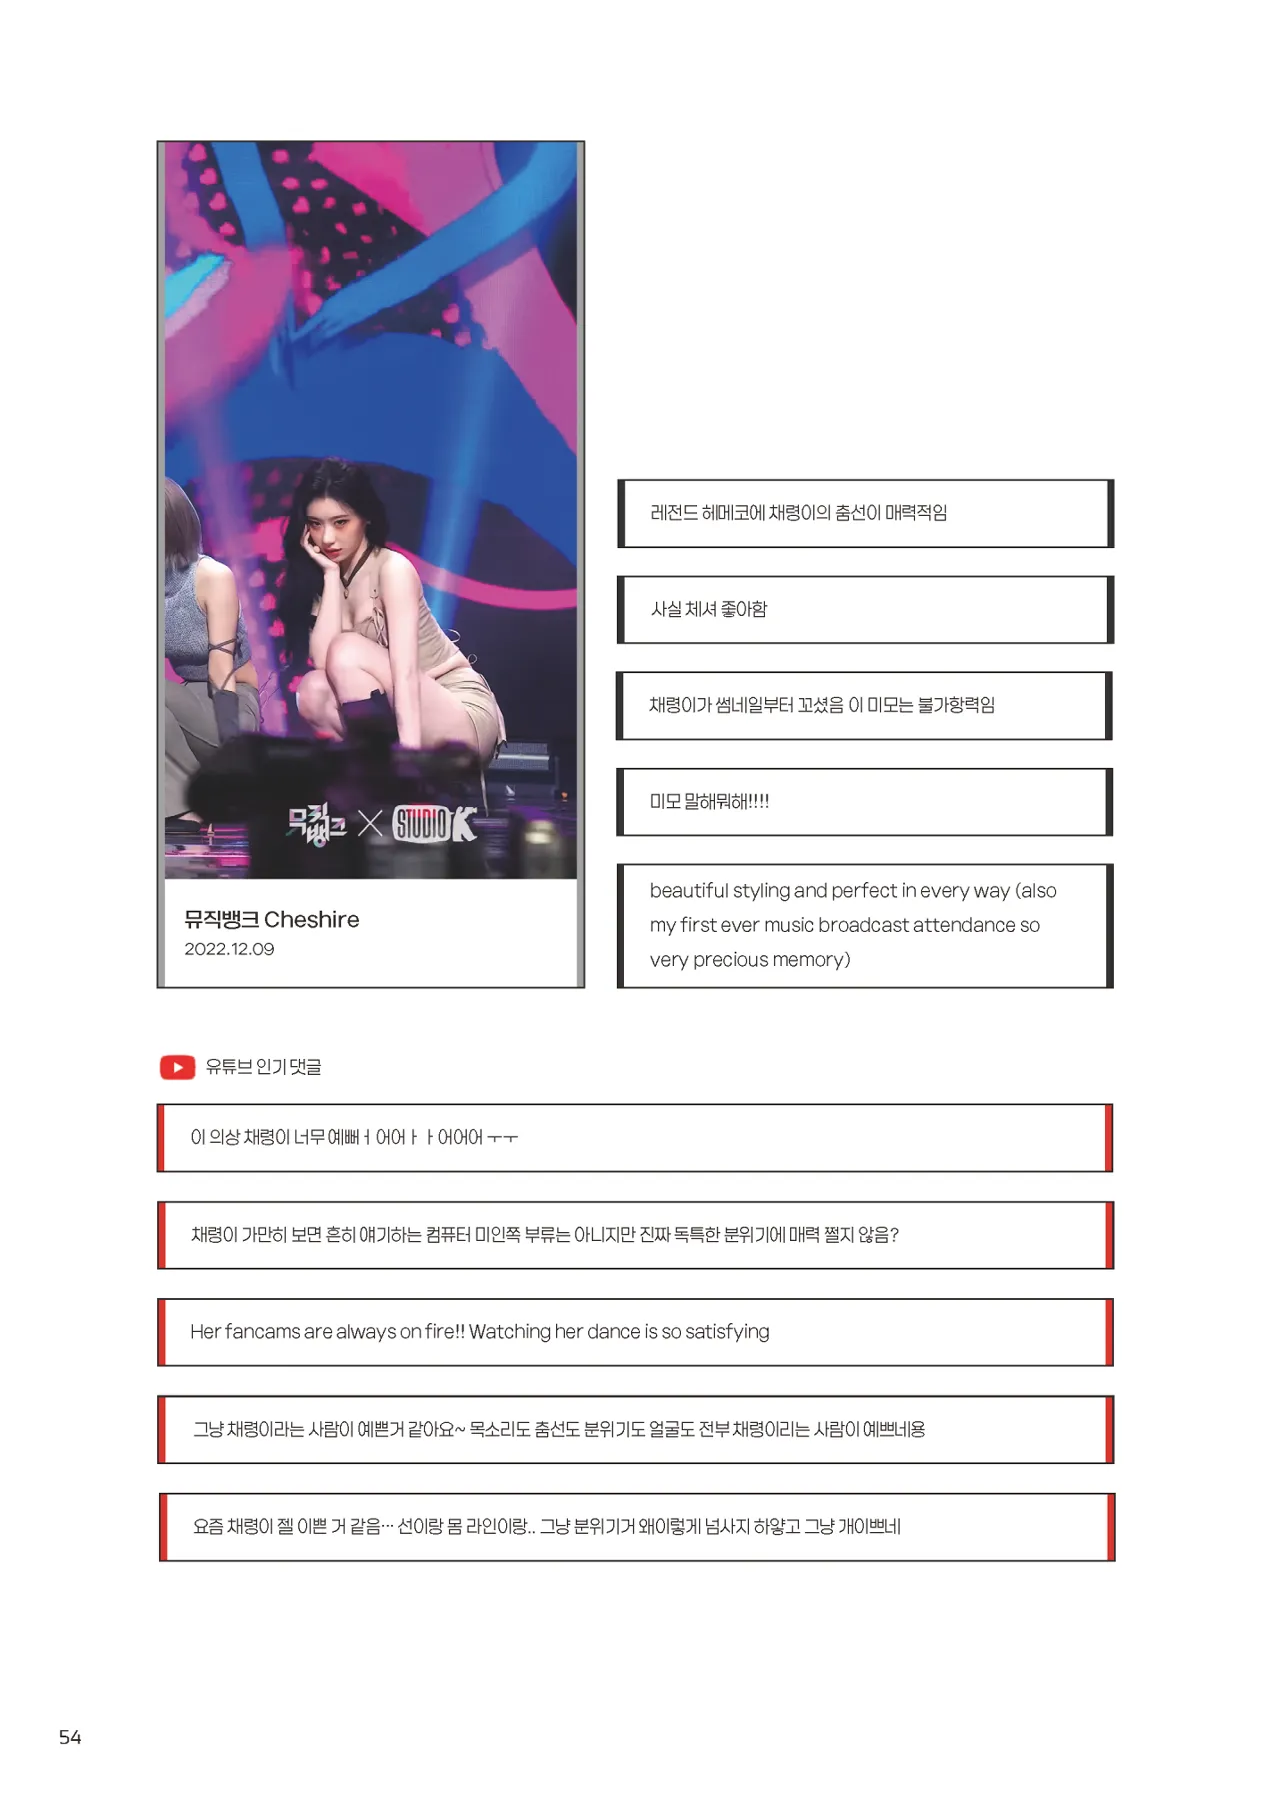 뮤직뱅크 STUDIO K
뮤직뱅크 Cheshire
2022.12.09
레전드 헤메코에 채령이의 춤선이 매력적임
사실 체셔 좋아함
채령이가 썸네일부터 꼬셨음 이 미모는 불가항력임
미모 말해뭐해!!!!
beautiful styling and perfect in every way (also
my first ever music broadcast attendance so
very precious memory)
유튜브 인기 댓글
이 의상 채령이 너무 예뻐ㅓ어어ㅏㅏ어어어 ㅜㅜ
채령이 가만히 보면 흔히 얘기하는 컴퓨터 미인쪽 부류는 아니지만 진짜 독특한 분위기에 매력 쩔지 않음?
Her fancams are always on fire!! Watching her dance is so satisfying
그냥 채령이라는 사람이 예쁜거 같아요~ 목소리도 춤선도 분위기도 얼굴도 전부 채령이리는 사람이 예쁘네용
요즘 채령이 젤 이쁜 거 같음… 선이랑 몸 라인이랑.. 그냥 분위기거 왜이렇게 넘사지 하얗고 그냥 개이쁘네
54